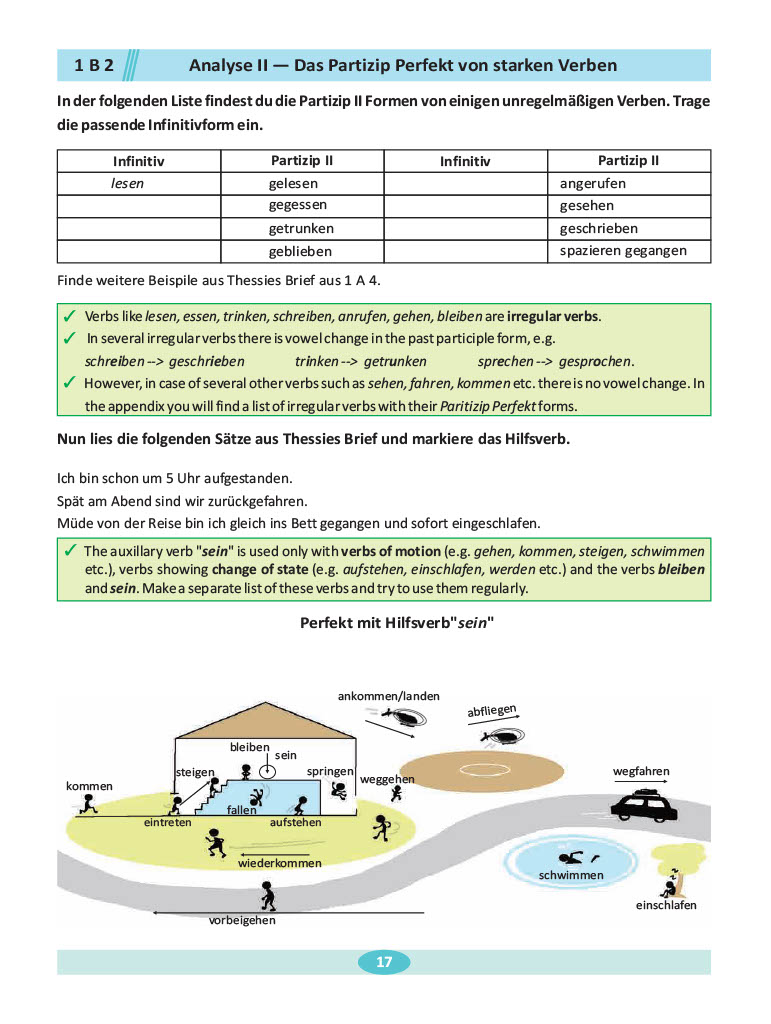 1 B 2 Analyse II — Das Partizip Perfekt von starken Verben
In der folgenden Liste findest du die Partizip II Formen von einigen unregelmäßigen Verben. Trage
die passende Infinitivform ein.
Infinitiv Partizip II Infinitiv Partizip II
lesen gelesen angerufen
gegessen gesehen
getrunken geschrieben
geblieben spazieren gegangen
Finde weitere Beispile aus Thessies Brief aus 1 A 4.
✓ Verbs like lesen, essen, trinken, schreiben, anrufen, gehen, bleiben are irregular verbs.
✓ In several irregular verbs there is vowel change in the past participle form, e.g.
schreiben --> geschrieben trinken --> getrunken sprechen --> gesprochen.
✓ However, in case of several other verbs such as sehen, fahren, kommen etc. there is no vowel change. In
the appendix you will find a list of irregular verbs with their Paritizip Perfekt forms.
Nun lies die folgenden Sätze aus Thessies Brief und markiere das Hilfsverb.
Ich bin schon um 5 Uhr aufgestanden.
Spät am Abend sind wir zurückgefahren.
Müde von der Reise bin ich gleich ins Bett gegangen und sofort eingeschlafen.
✓ The auxillary verb "sein" is used only with verbs of motion (e.g. gehen, kommen, steigen, schwimmen
etc.), verbs showing change of state (e.g. aufstehen, einschlafen, werden etc.) and the verbs bleiben
and sein. Make a separate list of these verbs and try to use them regularly.
Perfekt mit Hilfsverb"sein"
ankommen/landen
abfliegen
bleiben
sein
steigen
springen
weggehen
wegfahren
kommen
fallen
eintreten
aufstehen
wiederkommen
schwimmen
einschlafen
vorbeigehen
17